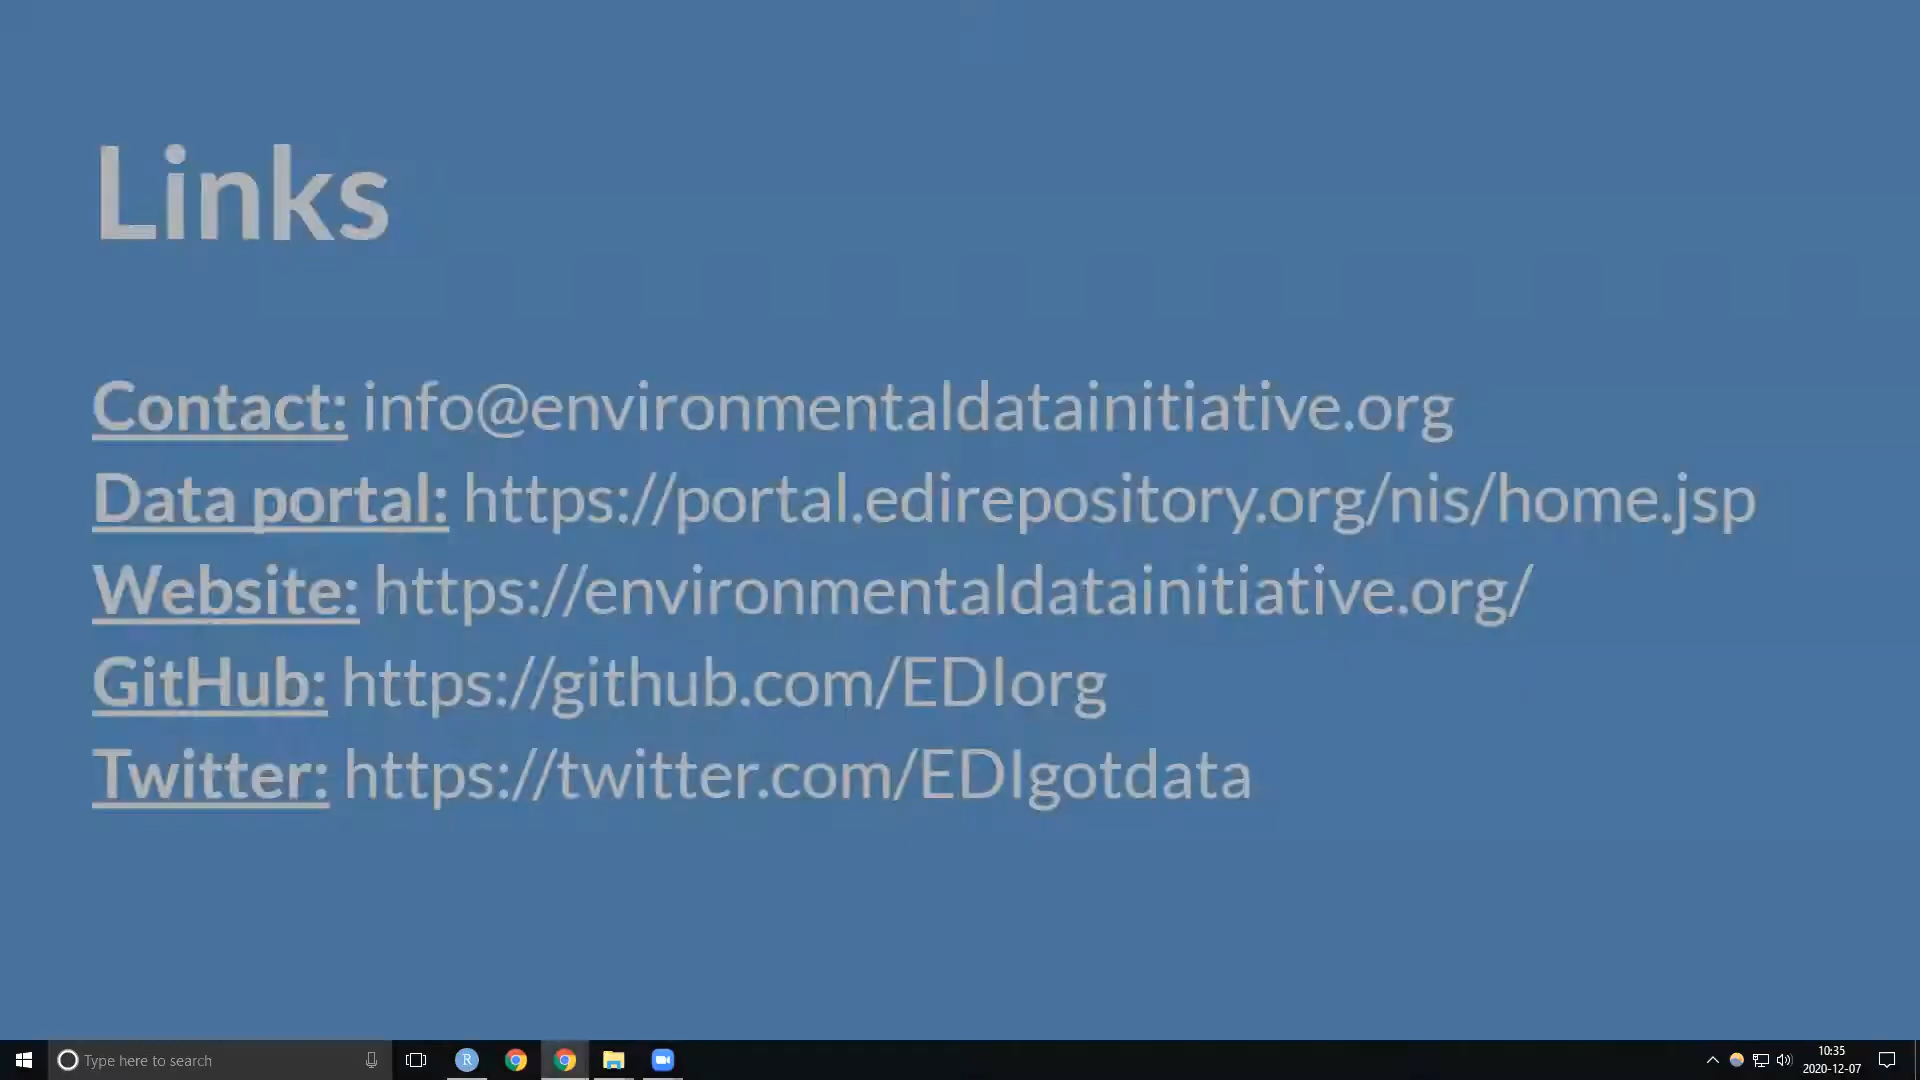 Links
Contact: info@environmentaldatainitiative.org
Data portal: https://portal.edirepository.org/nis/home.jsp
Website: https://environmentaldatainitiative.org/
GitHub: https://github.com/EDIorg
Twitter: https://twitter.com/EDIgotdata
Type here to search
R
10:35
2020-12-07